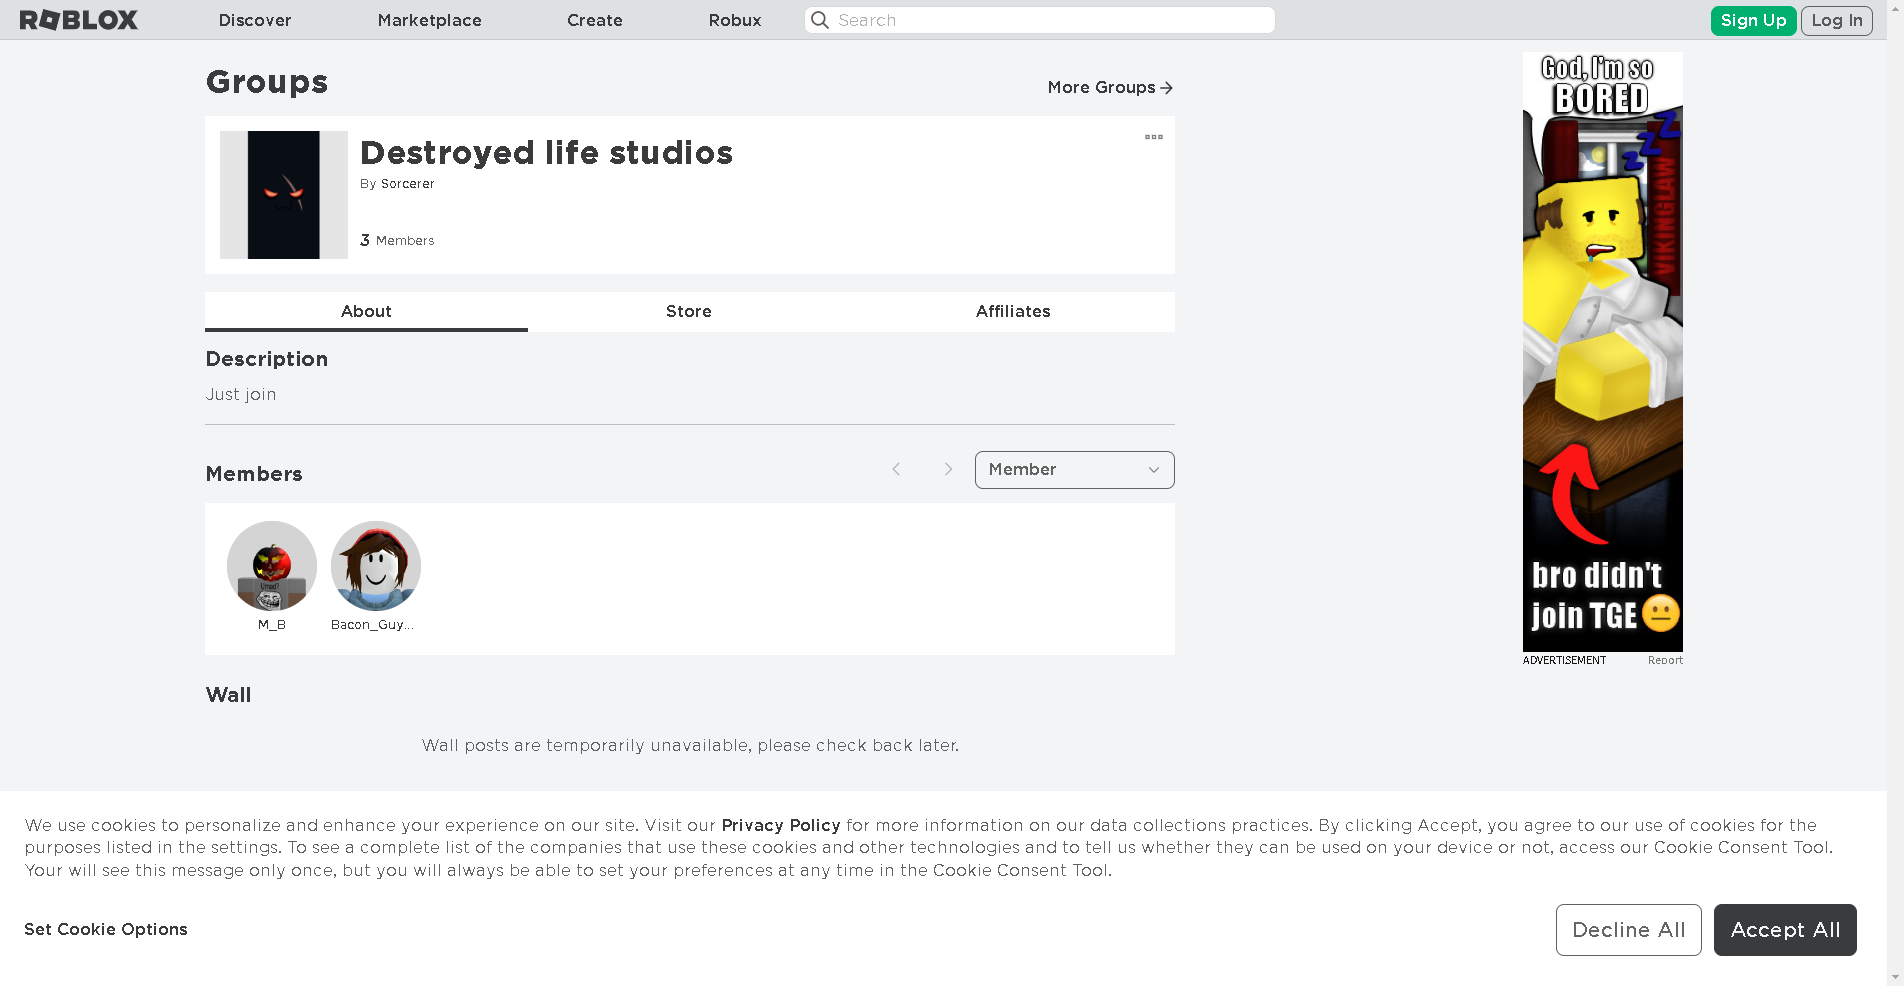 ROBLOX
Discover
Marketplace
Create
Robux
Search
Sign Up
Log In
Groups
More Groups
Destroyed life studios
By Sorcerer
3 Members
About
Store
Affiliates
Description
Just join
Members
Member
Umad?
M_B
Bacon_Guy...
Wall
Wall posts are temporarily unavailable, please check back later.
God, I'm so
BORED
zzz
VIKINGLAW
bro didn't
join TGE
ADVERTISEMENT
Report
We use cookies to personalize and enhance your experience on our site. Visit our Privacy Policy for more information on our data collections practices. By clicking Accept, you agree to our use of cookies for the
purposes listed in the settings. To see a complete list of the companies that use these cookies and other technologies and to tell us whether they can be used on your device or not, access our Cookie Consent Tool.
Your will see this message only once, but you will always be able to set your preferences at any time in the Cookie Consent Tool.
Set Cookie Options
Decline All
Accept All